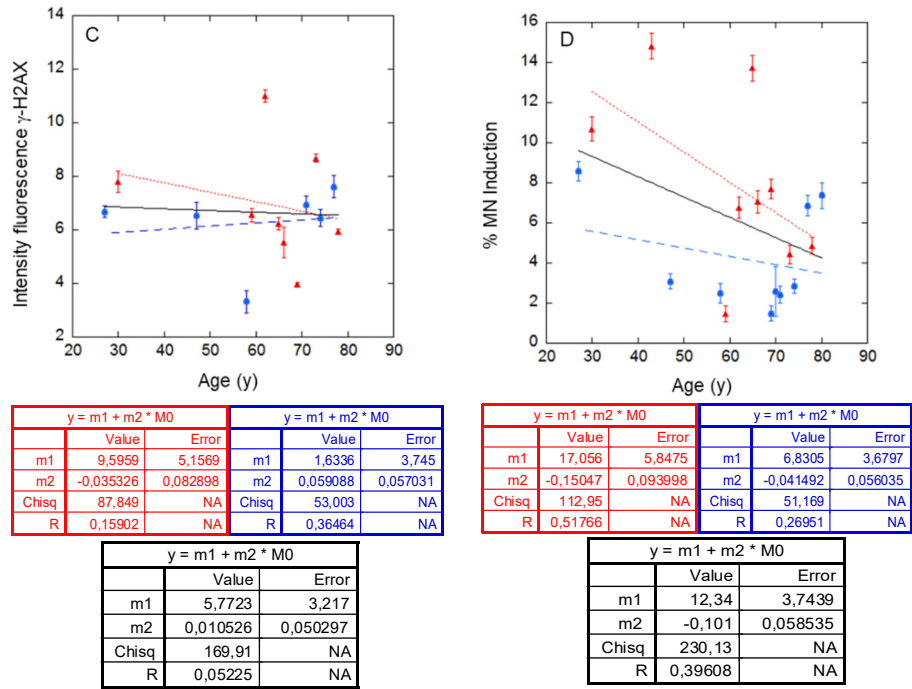 C
Intensity fluorescence γ-H2AX
14
12
10
8
6
4
2
20 30 40 50 60 70 80 90
Age (y)
D
% MN Induction
16
14
12
10
8
6
4
2
0
20 30 40 50 60 70 80 90
Age (y)
y = m1 + m2 * M0
Value Error
m1 9,5959 5,1569
m2 -0,035326 0,082898
Chisq 87,849 NA
R 0,15902 NA
y = m1 + m2 * M0
Value Error
m1 1,6336 3,745
m2 0,059088 0,057031
Chisq 53,003 NA
R 0,36464 NA
y = m1 + m2 * M0
Value Error
m1 17,056 5,8475
m2 -0,15047 0,093998
Chisq 112,95 NA
R 0,51766 NA
y = m1 + m2 * M0
Value Error
m1 6,8305 3,6797
m2 -0,041492 0,056035
Chisq 51,169 NA
R 0,26951 NA
y = m1 + m2 * M0
Value Error
m1 5,7723 3,217
m2 0,010526 0,050297
Chisq 169,91 NA
R 0,05225 NA
y = m1 + m2 * M0
Value Error
m1 12,34 3,7439
m2 -0,101 0,058535
Chisq 230,13 NA
R 0,39608 NA